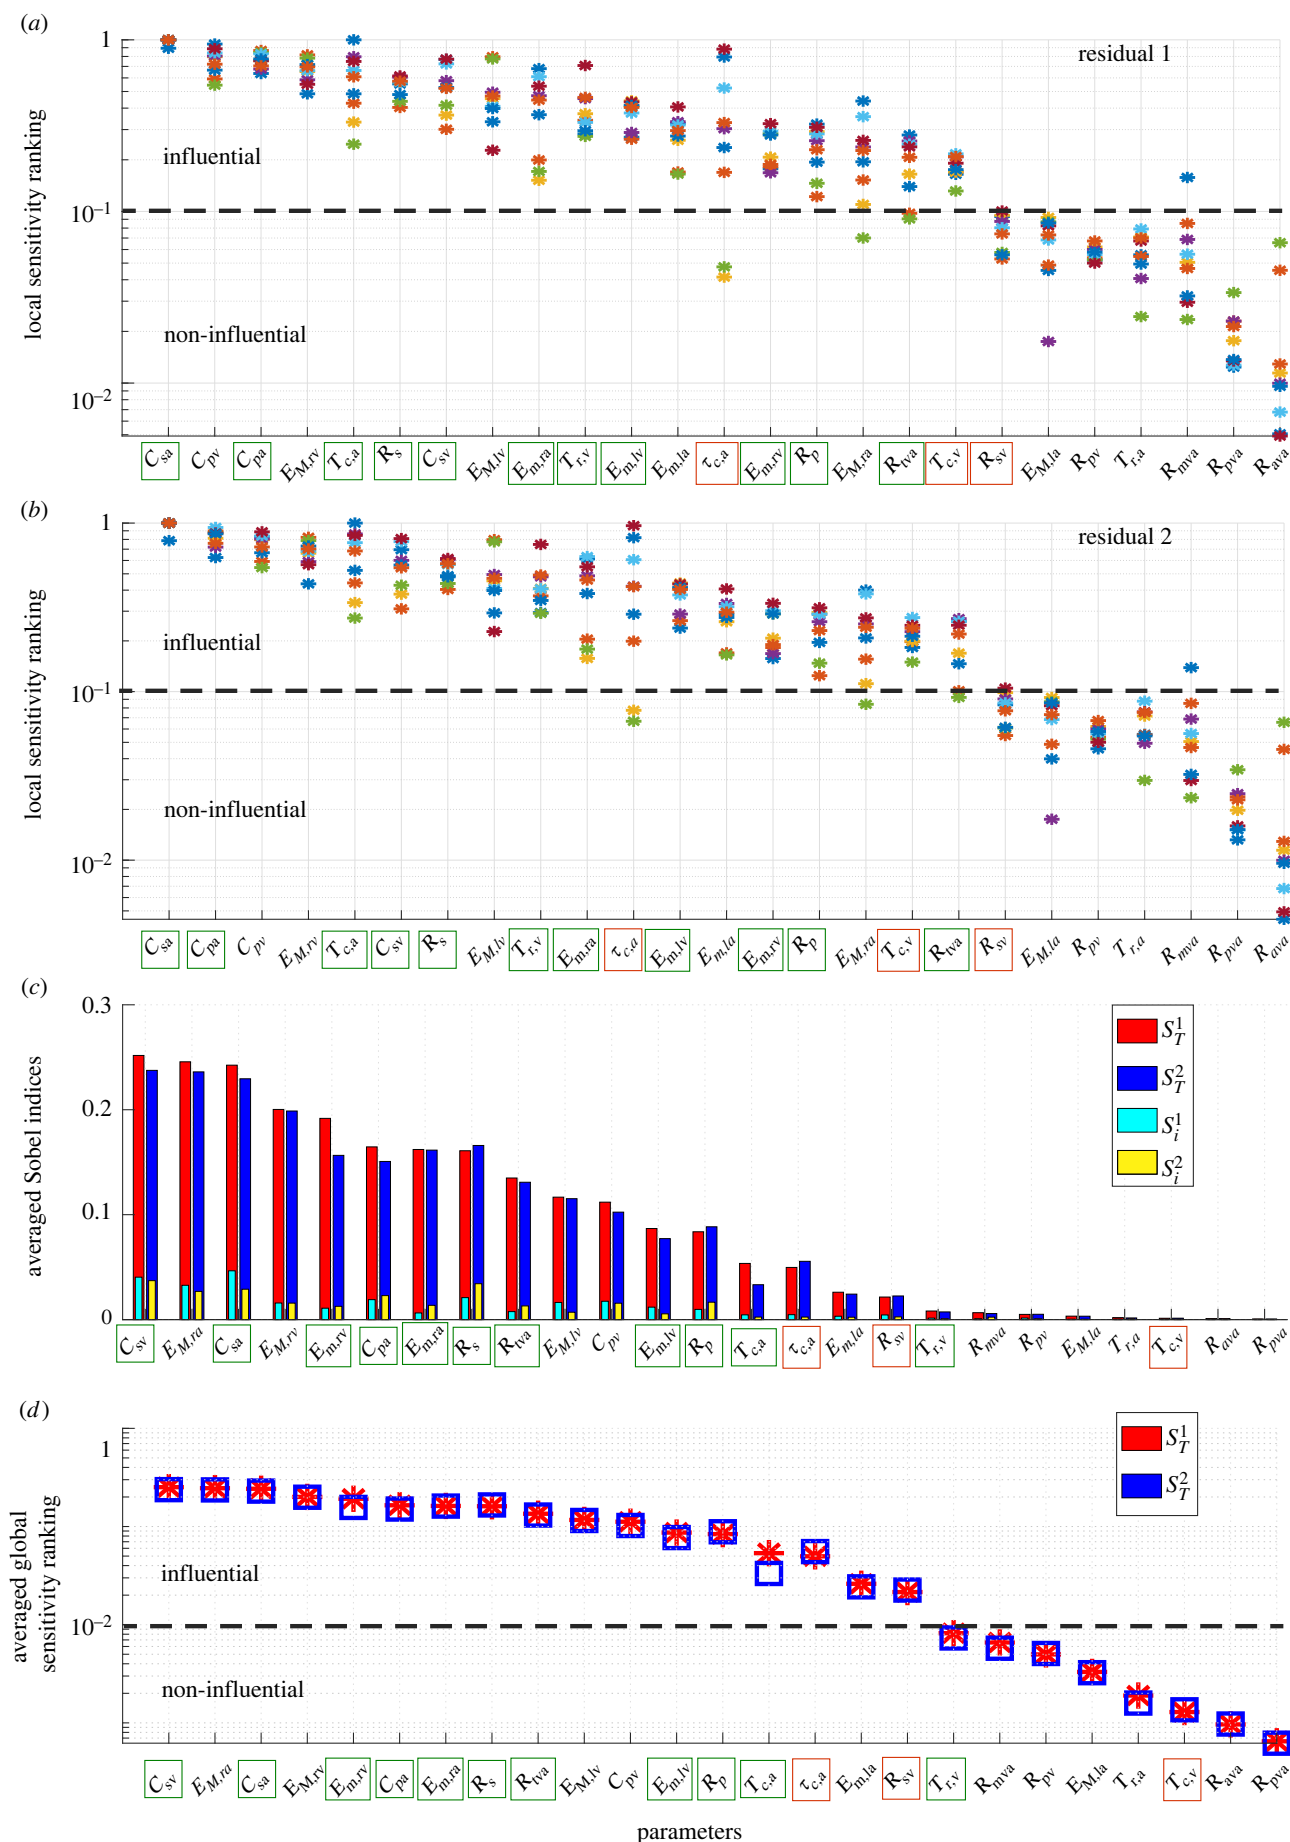 (a)
1
residual 1
influential
10⁻¹
non-influential
10⁻²
local sensitivity ranking
C_sa C_pv C_pa E_M,rv T_c,a R_s C_sv E_M,lv E_m,ra T_r,v E_m,lv E_m,la τ_c,a E_m,rv R_p E_M,ra R_tva T_c,v R_sv E_M,la R_pv T_r,a R_mva R_pva R_ava
(b)
1
residual 2
influential
10⁻¹
non-influential
10⁻²
local sensitivity ranking
C_sa C_pa C_pv E_M,rv T_c,a C_sv R_s E_M,lv T_r,v E_m,ra τ_c,a E_m,lv E_m,la E_m,rv R_p E_M,ra T_c,v R_tva R_sv E_M,la R_pv T_r,a R_mva R_pva R_ava
(c)
0.3
0.2
0.1
0
averaged Sobel indices
S_T^1
S_T^2
S_i^1
S_i^2
C_sv E_M,ra C_sa E_M,rv E_m,rv C_pa E_m,ra R_s R_tva E_M,lv C_pv E_m,lv R_p T_c,a τ_c,a E_m,la R_sv T_r,v R_mva R_pv E_M,la T_r,a T_c,v R_ava R_pva
(d)
1
S_T^1
S_T^2
influential
10⁻²
non-influential
averaged global
sensitivity ranking
C_sv E_M,ra C_sa E_M,rv E_m,rv C_pa E_m,ra R_s R_tva E_M,lv C_pv E_m,lv R_p T_c,a τ_c,a E_m,la R_sv T_r,v R_mva R_pv E_M,la T_r,a T_c,v R_ava R_pva
parameters